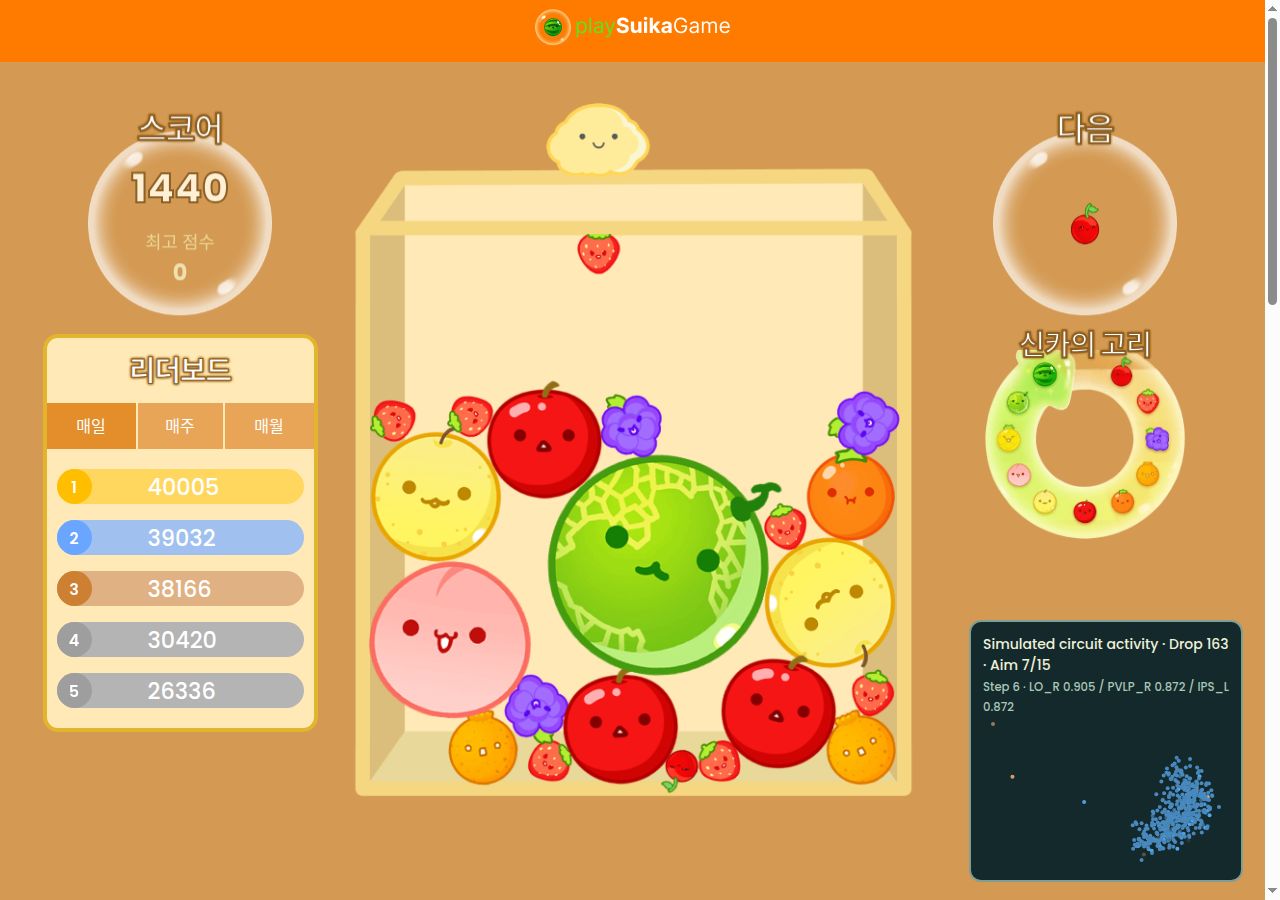 playSuikaGame
스코어
1440
최고 점수
0
다음
신카의 고리
리더보드
매일 매주 매월
1 40005
2 39032
3 38166
4 30420
5 26336
Simulated circuit activity · Drop 163
· Aim 7/15
Step 6 · LO_R 0.905 / PVLP_R 0.872 / IPS_L
0.872